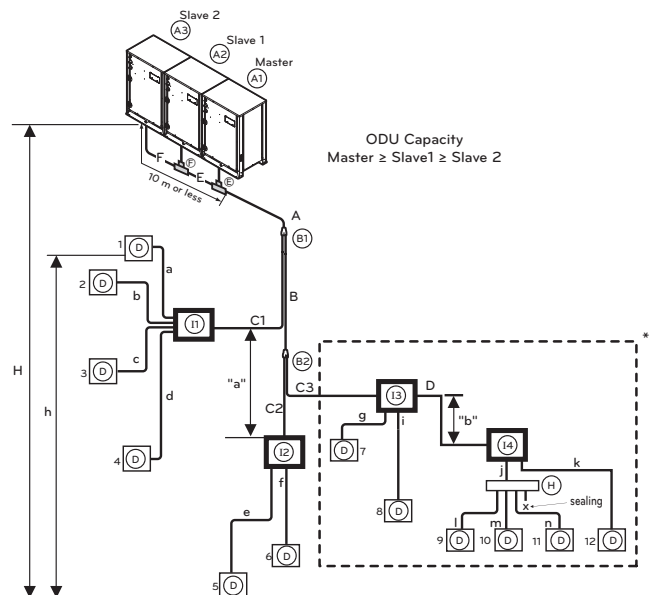 Slave 2
A3
Slave 1
A2
Master
A1
ODU Capacity
Master ≥ Slave1 ≥ Slave 2
F
F
E
E
10 m or less
A
B1
1
D
a
2
D
b
B
I1
C1
*
H
h
c
3
D
d
"a"
B2
C3
I3
D
"b"
C2
g
i
I4
4
D
I2
D
7
j
k
H
f
x
sealing
e
8
D
l
m
n
9
D
10
D
11
D
12
D
6
D
5
D